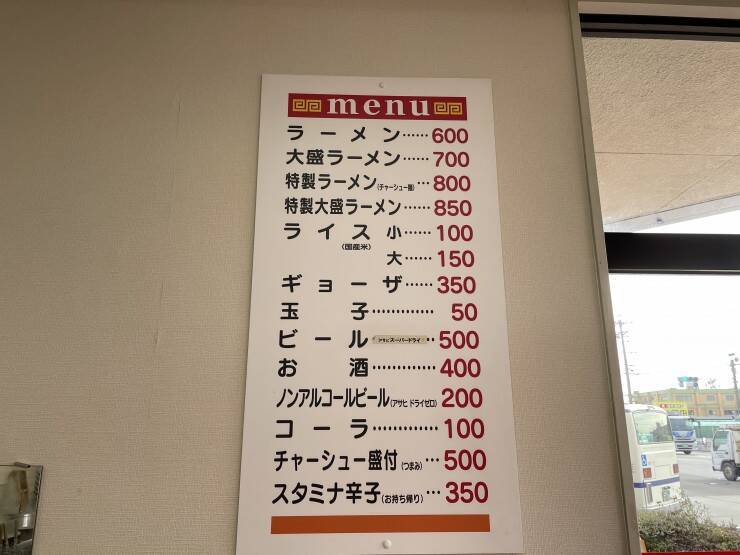 menu
ラーメン……600
大盛ラーメン……700
特製ラーメン(チャーシュー麺)…800
特製大盛ラーメン……850
ライス 小……100
(国産米)
大……150
ギョーザ……350
玉子…………50
ビール アサヒスーパードライ‥500
お酒…………400
ノンアルコールビール(アサヒ ドライゼロ) 200
コーラ…………100
チャーシュー盛付(つまみ)…500
スタミナ辛子(お持ち帰り)…350